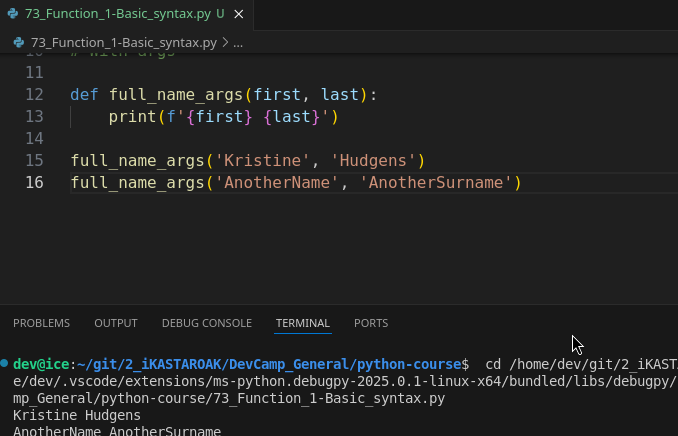 73_Function_1-Basic_syntax.py U
73_Function_1-Basic_syntax.py > ...
10 # With args
11
12 def full_name_args(first, last):
13 print(f'{first} {last}')
14
15 full_name_args('Kristine', 'Hudgens')
16 full_name_args('AnotherName', 'AnotherSurname')
PROBLEMS OUTPUT DEBUG CONSOLE TERMINAL PORTS
dev@ice:~/git/2_iKASTAROAK/DevCamp_General/python-course$ cd /home/dev/git/2_iKAST
e/dev/.vscode/extensions/ms-python.debugpy-2025.0.1-linux-x64/bundled/libs/debugpy/
mp_General/python-course/73_Function_1-Basic_syntax.py
Kristine Hudgens
AnotherName AnotherSurname